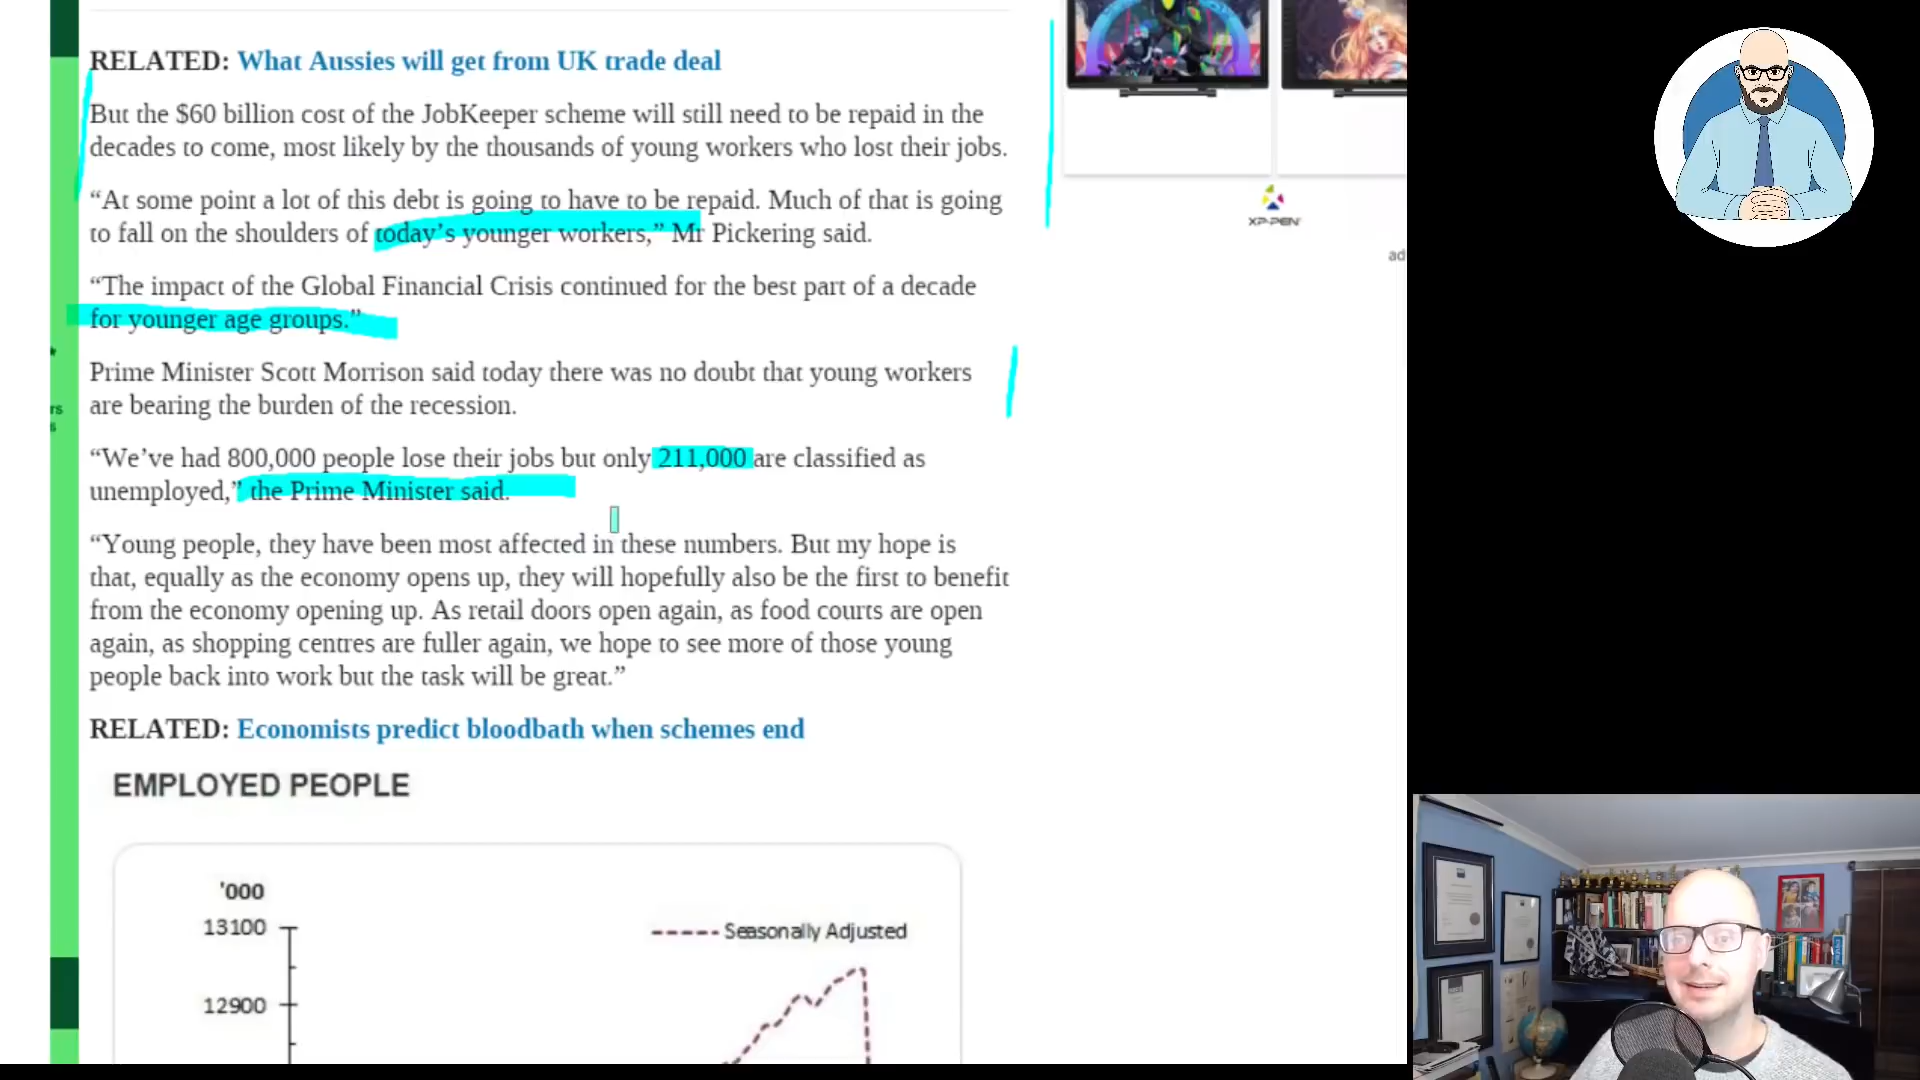 RELATED: What Aussies will get from UK trade deal
But the $60 billion cost of the JobKeeper scheme will still need to be repaid in the
decades to come, most likely by the thousands of young workers who lost their jobs.
“At some point a lot of this debt is going to have to be repaid. Much of that is going
to fall on the shoulders of today’s younger workers,” Mr Pickering said.
“The impact of the Global Financial Crisis continued for the best part of a decade
for younger age groups.”
Prime Minister Scott Morrison said today there was no doubt that young workers
are bearing the burden of the recession.
“We’ve had 800,000 people lose their jobs but only 211,000 are classified as
unemployed,” the Prime Minister said.
“Young people, they have been most affected in these numbers. But my hope is
that, equally as the economy opens up, they will hopefully also be the first to benefit
from the economy opening up. As retail doors open again, as food courts are open
again, as shopping centres are fuller again, we hope to see more of those young
people back into work but the task will be great.”
RELATED: Economists predict bloodbath when schemes end
EMPLOYED PEOPLE
'000
13100
Seasonally Adjusted
12900
XP-PEN
ad
rs
s